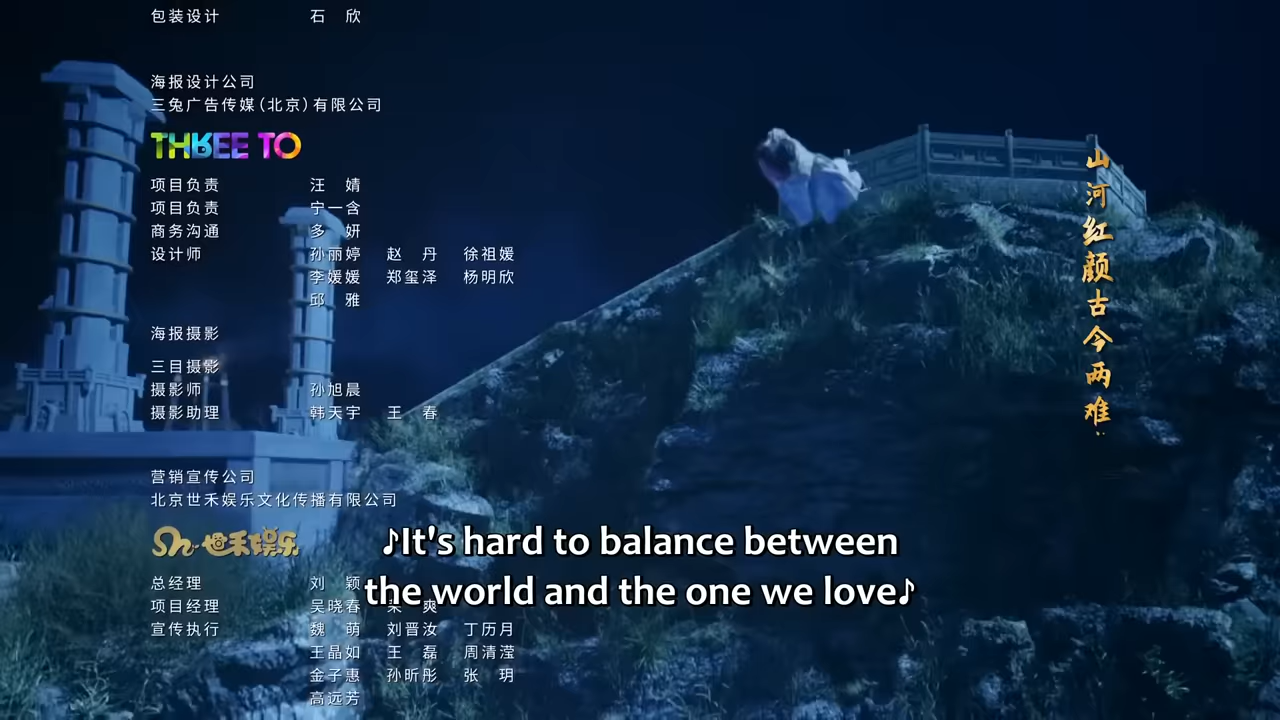 包装设计 石 欣
海报设计公司
三兔广告传媒(北京)有限公司
THREE TO
项目负责 汪 婧
项目负责 宁一含
商务沟通 多 妍
设计师 孙丽婷 赵 丹 徐祖媛
李媛媛 郑玺泽 杨明欣
邱 雅
海报摄影
三目摄影
摄影师 孙旭晨
摄影助理 韩天宇 王 春
营销宣传公司
北京世禾娱乐文化传播有限公司
Sh 世禾娱乐
总经理 刘 颖
项目经理 吴晓春 朱 爽
宣传执行 魏 萌 刘晋汝 丁历月
王晶如 王 磊 周清滢
金子惠 孙昕彤 张 玥
高远芳
山河红颜古今两难
♪It's hard to balance between
the world and the one we love♪